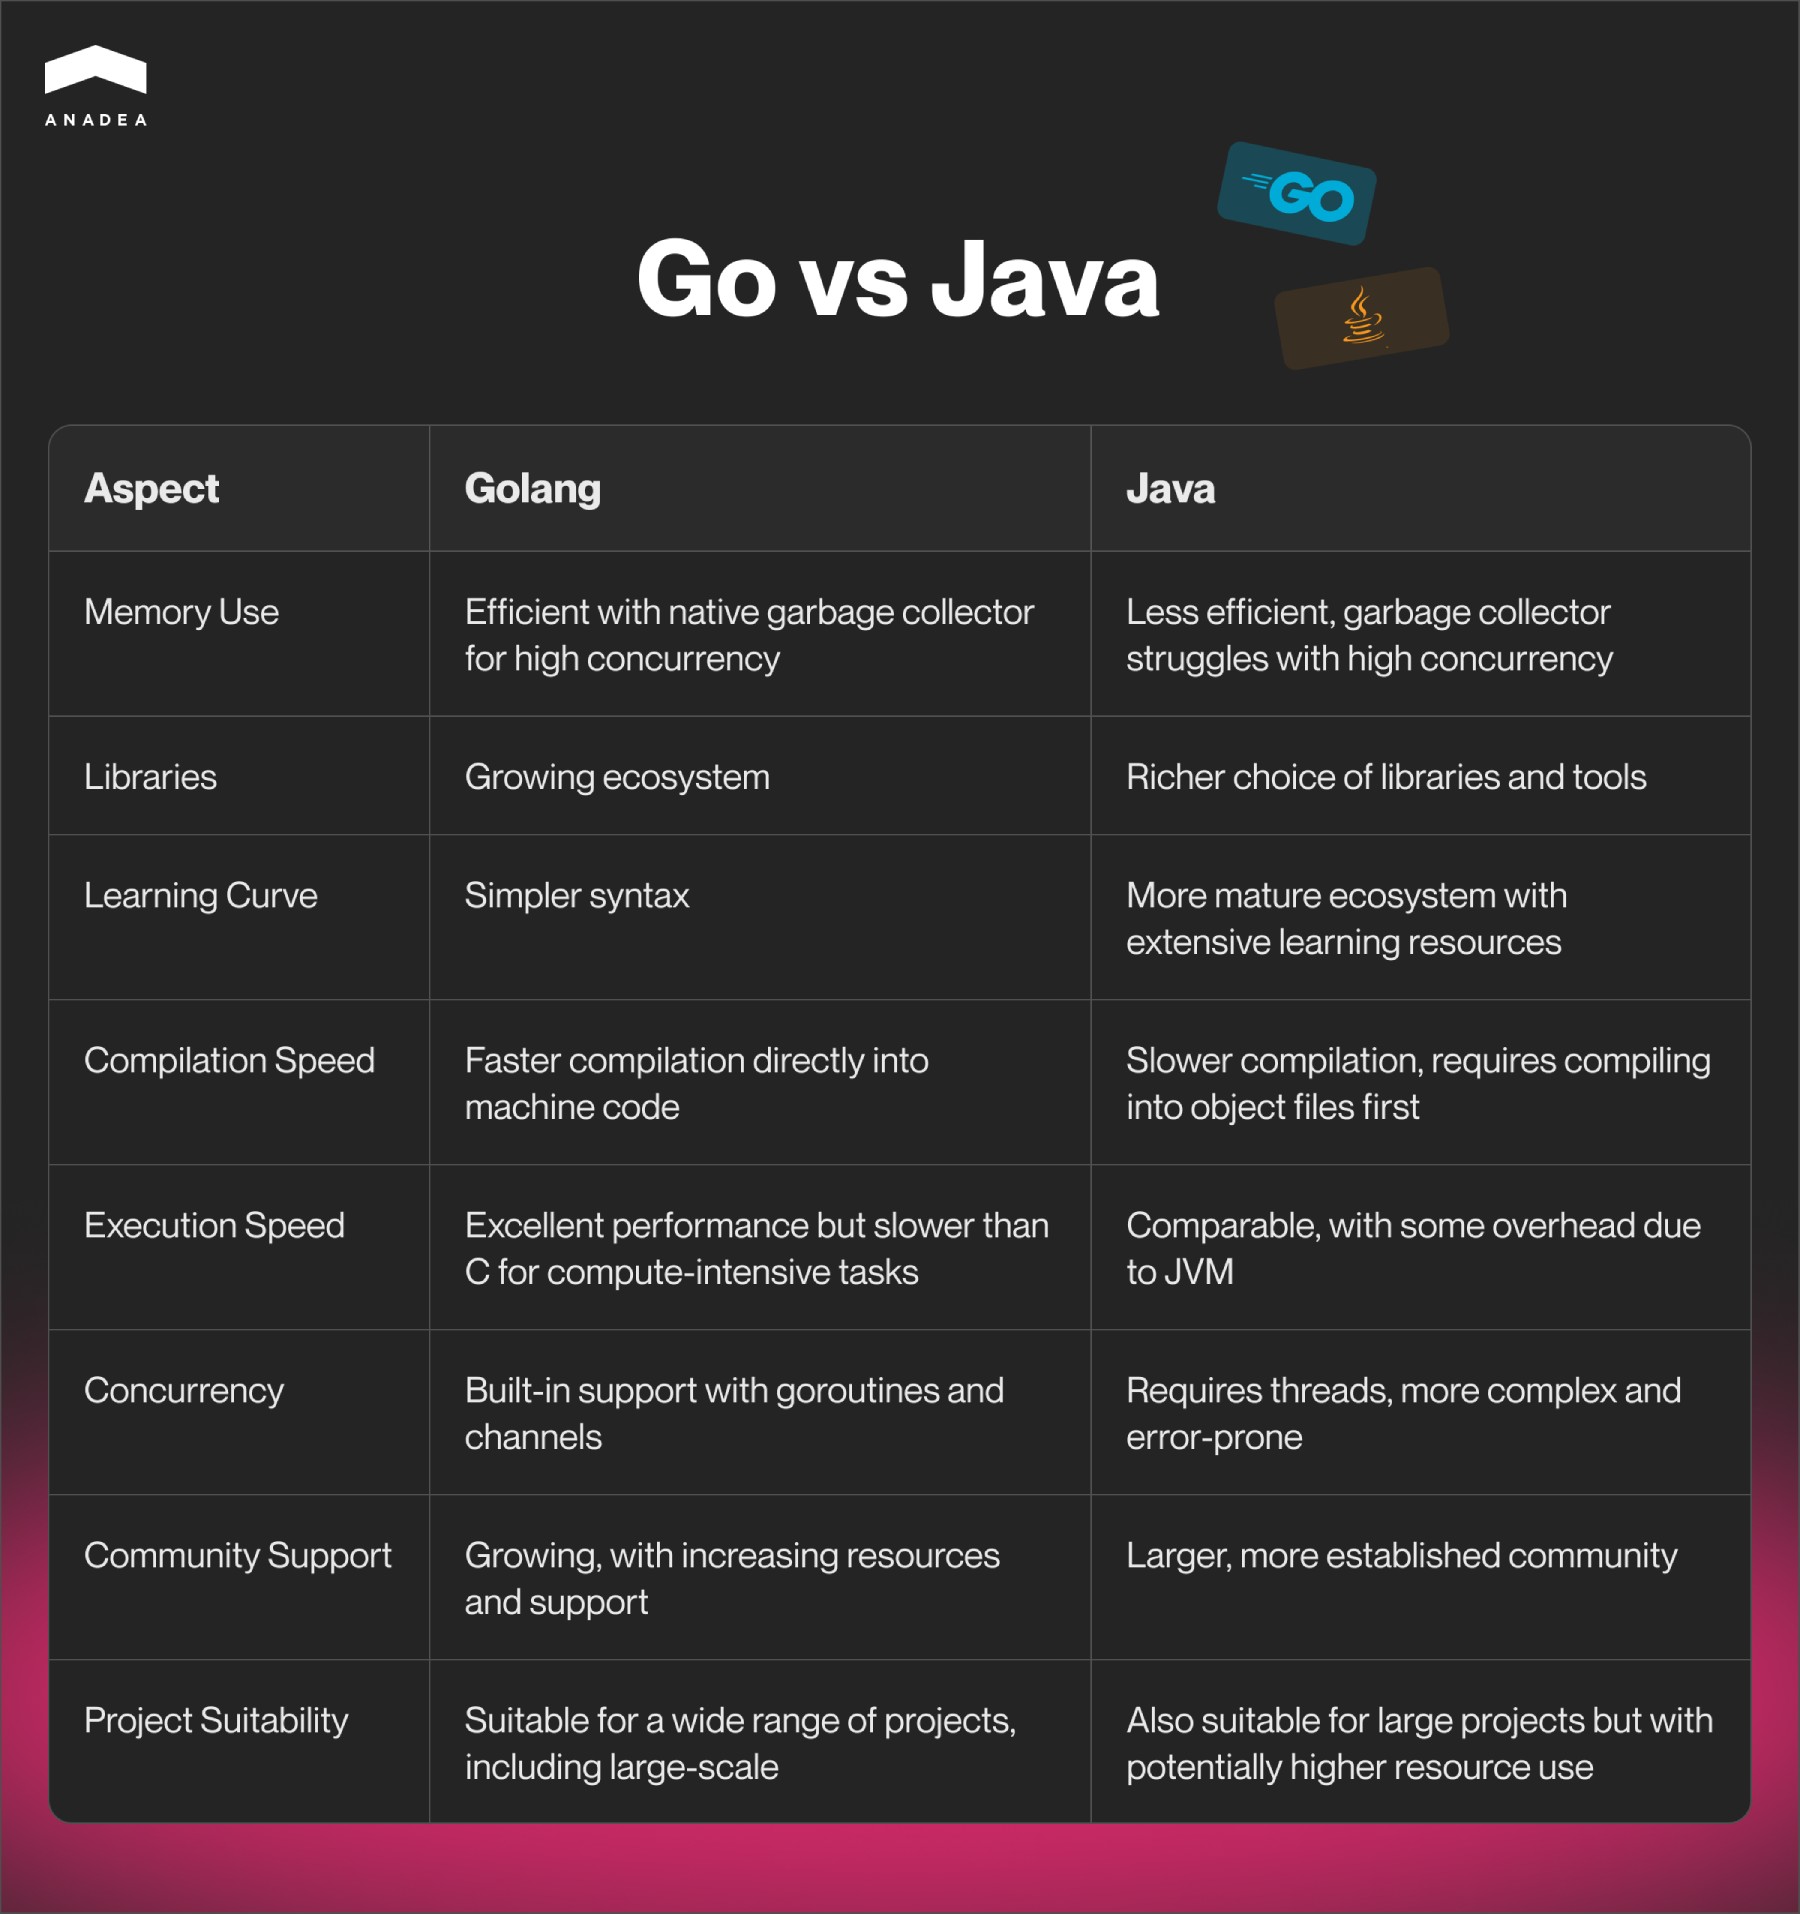 ANADEA
GO
Go vs Java
Aspect
Golang
Java
Memory Use
Efficient with native garbage collector
for high concurrency
Less efficient, garbage collector
struggles with high concurrency
Libraries
Growing ecosystem
Richer choice of libraries and tools
Learning Curve
Simpler syntax
More mature ecosystem with
extensive learning resources
Compilation Speed
Faster compilation directly into
machine code
Slower compilation, requires compiling
into object files first
Execution Speed
Excellent performance but slower than
C for compute-intensive tasks
Comparable, with some overhead due
to JVM
Concurrency
Built-in support with goroutines and
channels
Requires threads, more complex and
error-prone
Community Support
Growing, with increasing resources
and support
Larger, more established community
Project Suitability
Suitable for a wide range of projects,
including large-scale
Also suitable for large projects but with
potentially higher resource use